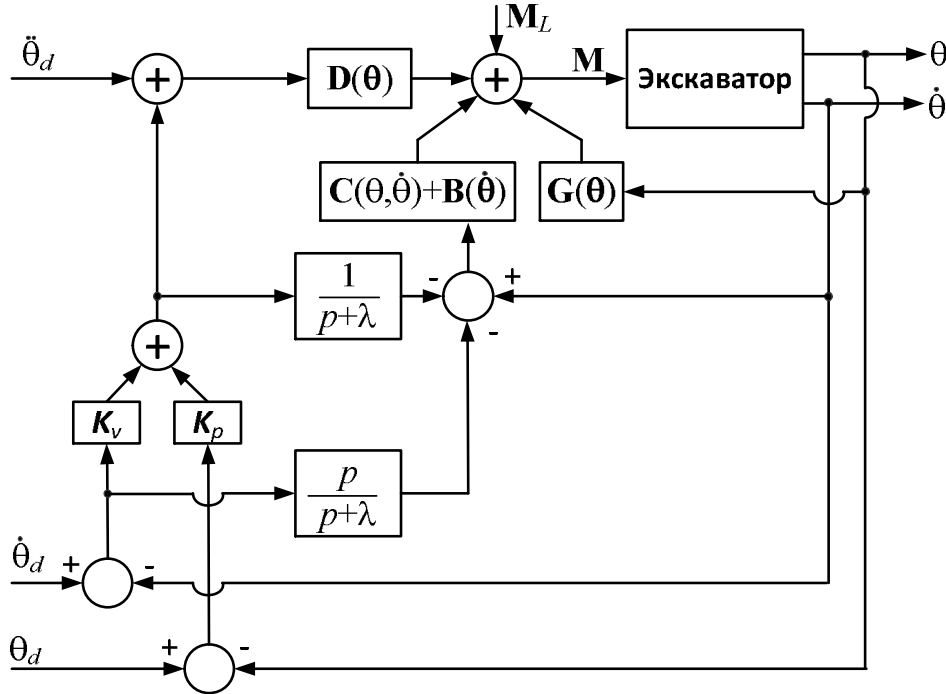 M_L
θ̈_d
+
D(θ)
+
M
Экскаватор
θ
θ̇
C(θ,θ̇)+B(θ̇)
G(θ)
1
p+λ
-
+
-
+
K_v
K_p
p
p+λ
θ̇_d
+
-
θ_d
+
-